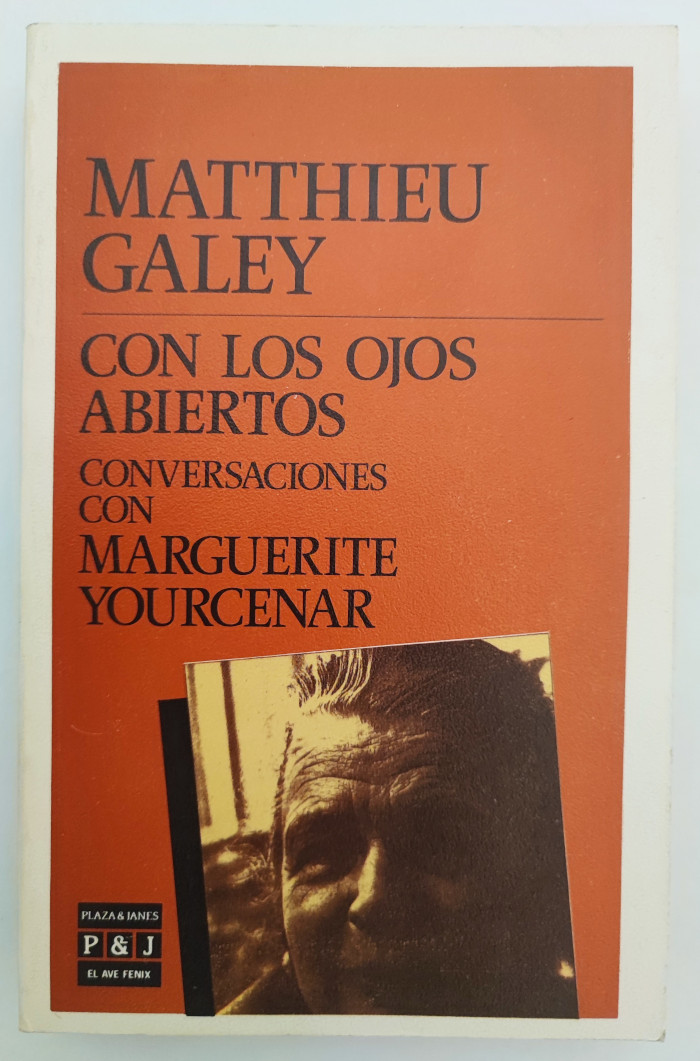 MATTHIEU
GALEY
CON LOS OJOS
ABIERTOS
CONVERSACIONES
CON
MARGUERITE
YOURCENAR
PLAZA & JANES
P & J
EL AVE FENIX